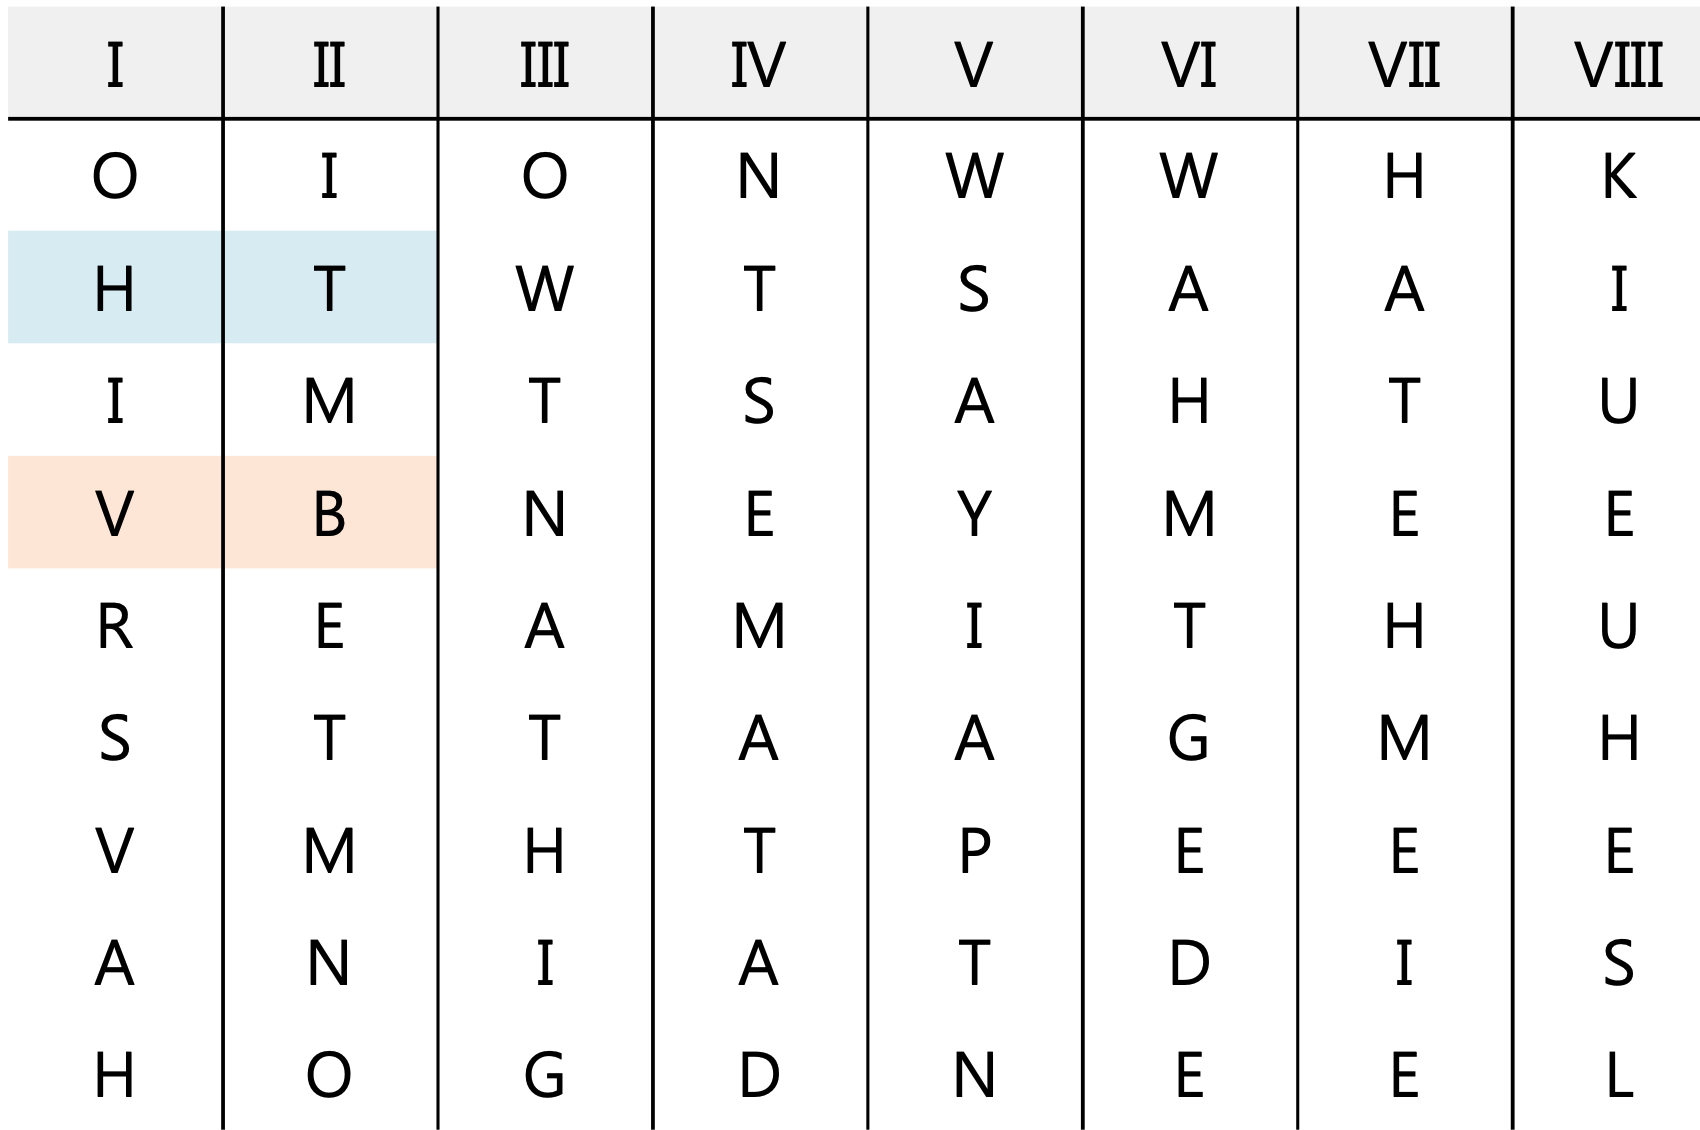 I II III IV V VI VII VIII
O I O N W W H K
H T W T S A A I
I M T S A H T U
V B N E Y M E E
R E A M I T H U
S T T A A G M H
V M H T P E E E
A N I A T D I S
H O G D N E E L